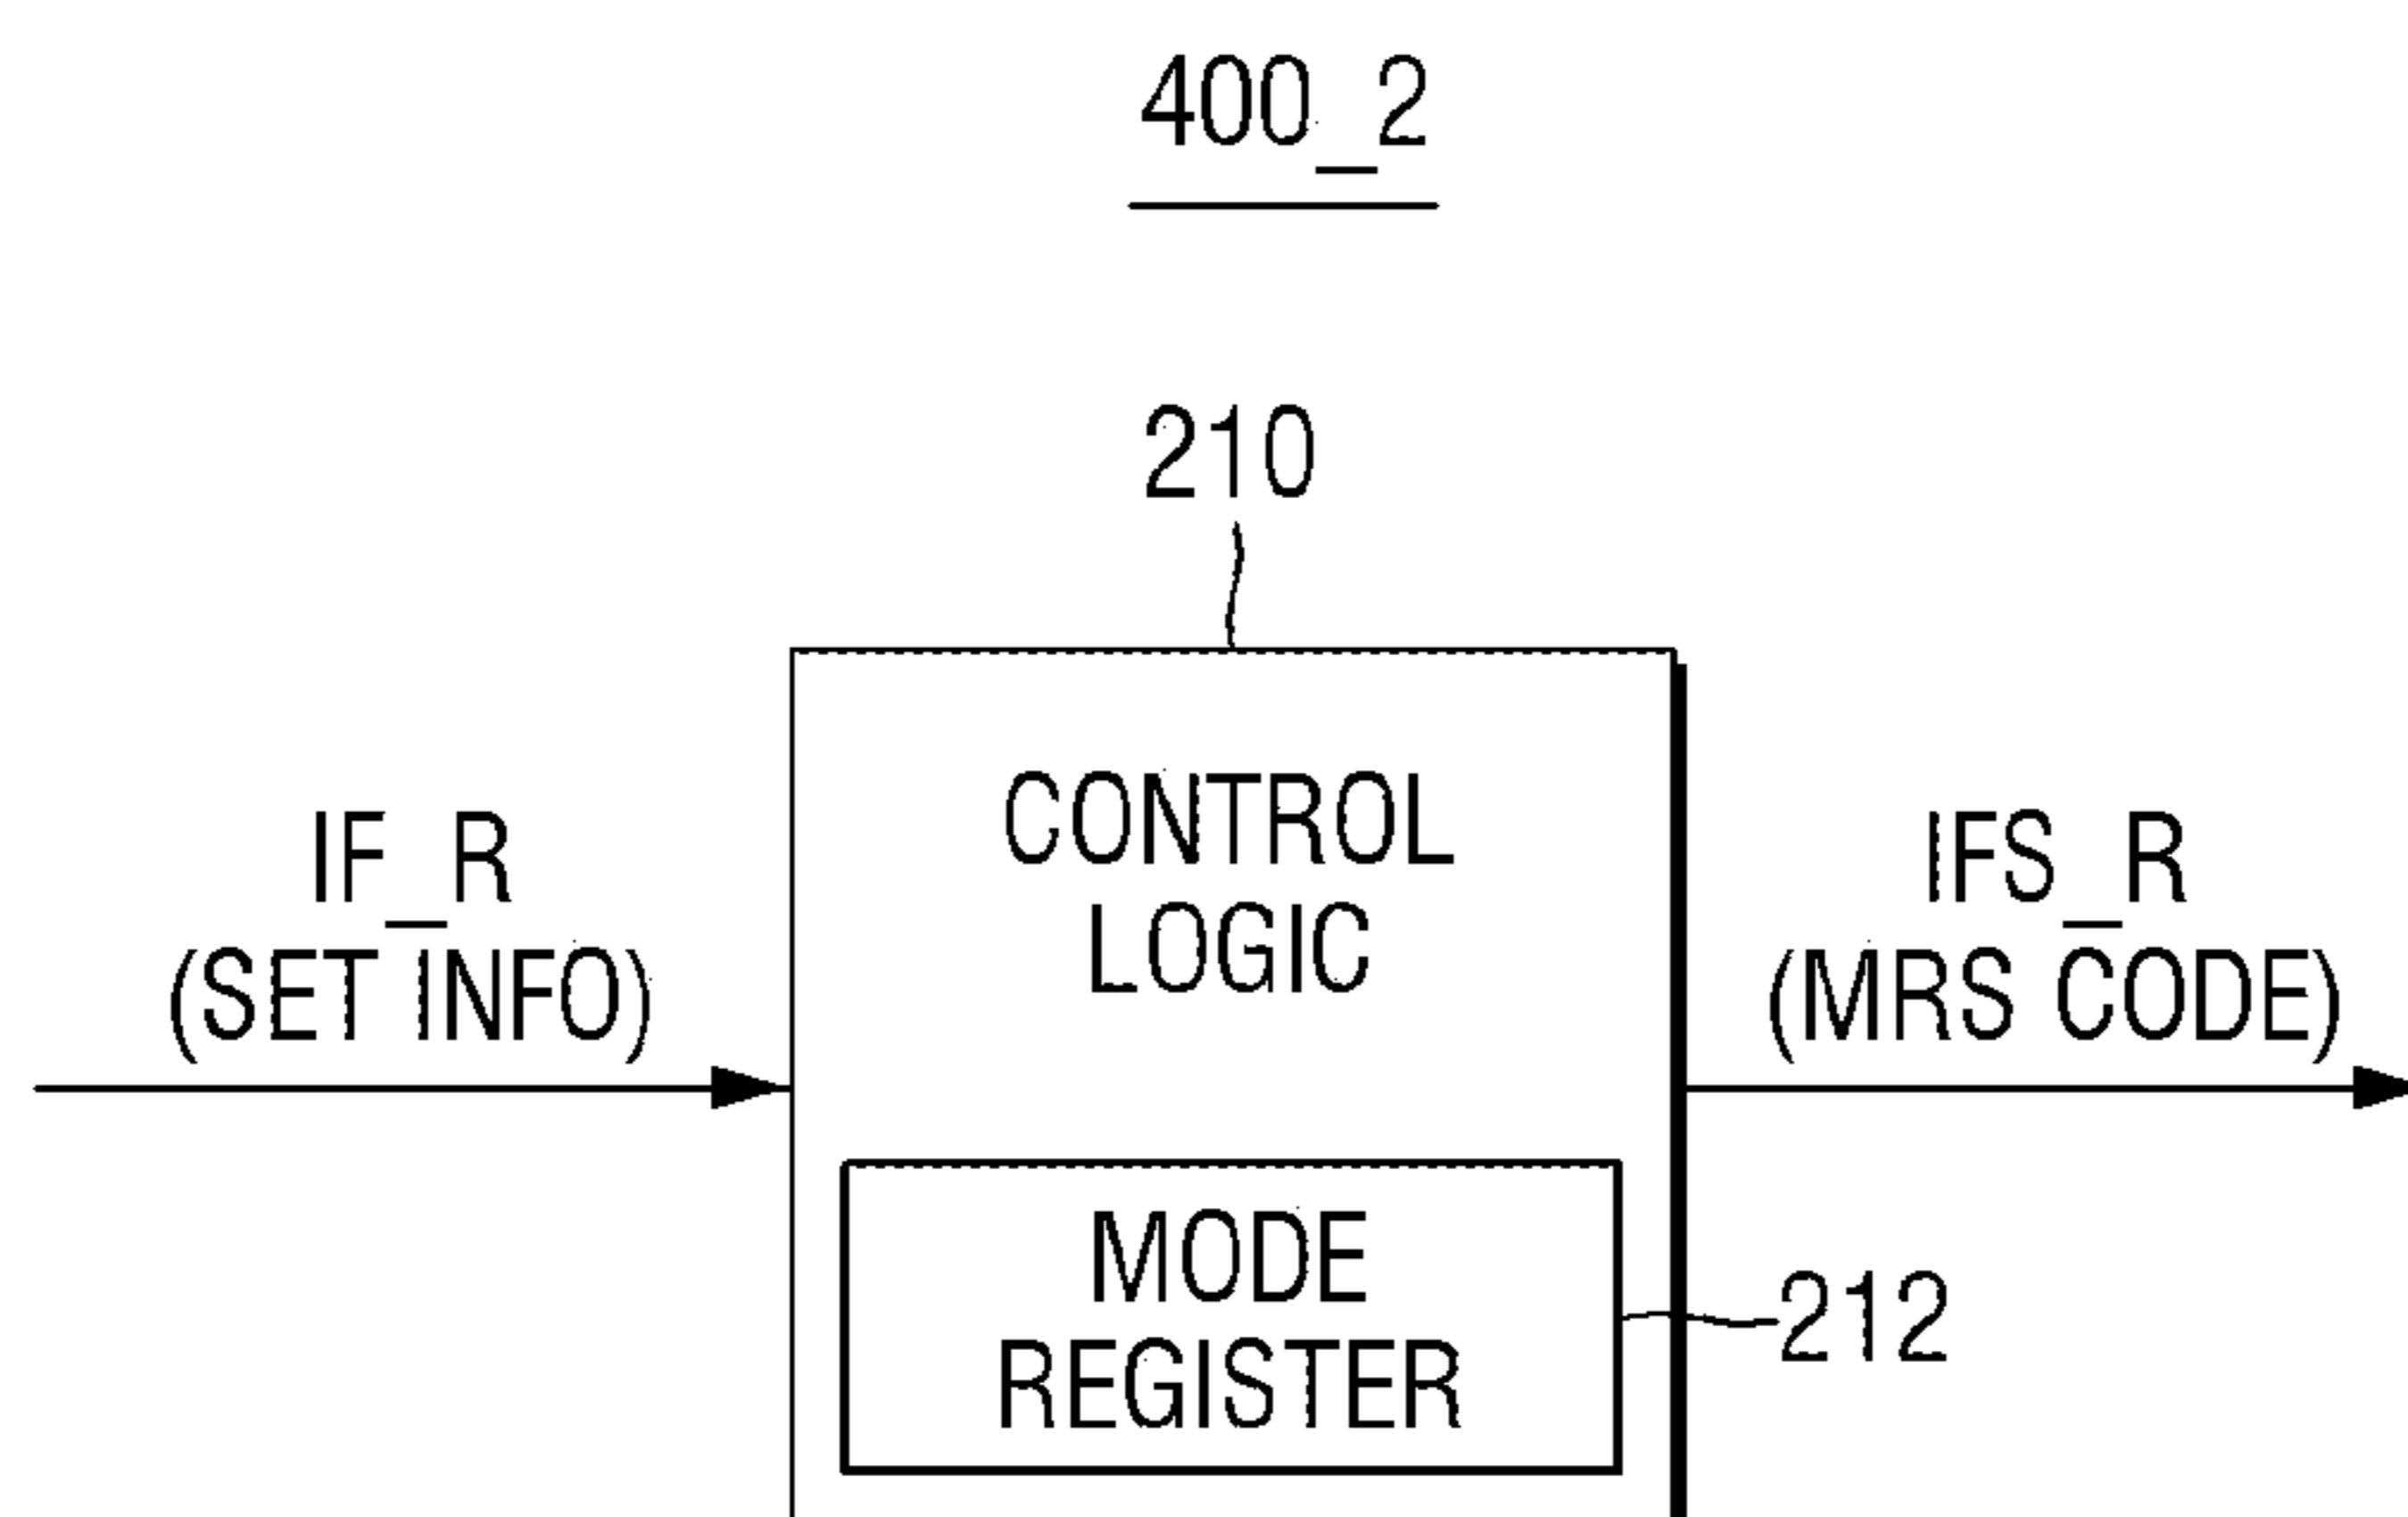 400_2
210
CONTROL
LOGIC
IF_R
(SET INFO)
IFS_R
(MRS CODE)
MODE
REGISTER
212